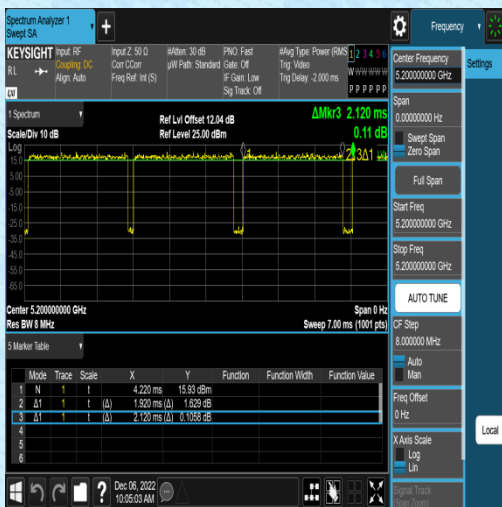 Spectrum Analyzer 1
Swept SA
Frequency
KEYSIGHT
RL
Input: RF
Coupling: DC
Align: Auto
Input Z: 50 Ω
Corr CCorr
Freq Ref: Int (S)
#Atten: 30 dB
µW Path: Standard
PNO: Fast
Gate: Off
IF Gain: Low
Sig Track: Off
#Avg Type: Power (RMS
Trig: Video
Trig Delay: -2.000 ms
1 2 3 4 5 6
W W W W W W
P P P P P P
Center Frequency
5.200000000 GHz
Settings
Span
0.00000000 Hz
Swept Span
Zero Span
Full Span
Start Freq
5.200000000 GHz
Stop Freq
5.200000000 GHz
AUTO TUNE
CF Step
8.000000 MHz
Auto
Man
Freq Offset
0 Hz
X Axis Scale
Log
Lin
Signal Track
(Span Zoom)
Local
1 Spectrum
Scale/Div 10 dB
Ref Lvl Offset 12.04 dB
Ref Level 25.00 dBm
ΔMkr3 2.120 ms
0.11 dB
Log
15.0
5.00
-5.00
-15.0
-25.0
-35.0
-45.0
-55.0
-65.0
1
3Δ1
Center 5.200000000 GHz
Span 0 Hz
Res BW 8 MHz
Sweep 7.00 ms (1001 pts)
5 Marker Table
Mode Trace Scale X Y Function Function Width Function Value
1 N 1 t 4.220 ms 15.93 dBm
2 Δ1 1 t (Δ) 1.920 ms (Δ) 1.629 dB
3 Δ1 1 t (Δ) 2.120 ms (Δ) 0.1058 dB
4
5
6
?
Dec 06, 2022
10:05:03 AM